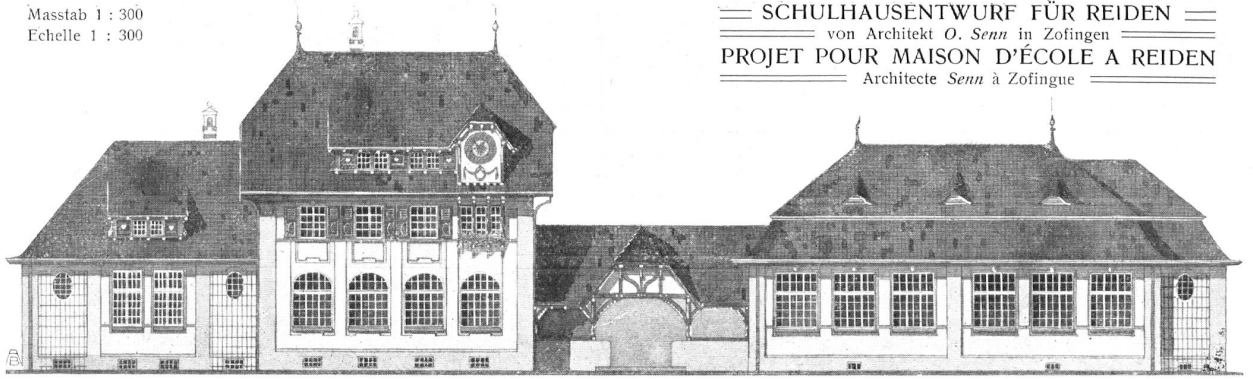 Masstab 1 : 300
Echelle 1 : 300
SCHULHAUSENTWURF FÜR REIDEN
von Architekt O. Senn in Zofingen
PROJET POUR MAISON D'ÉCOLE A REIDEN
Architecte Senn à Zofingue